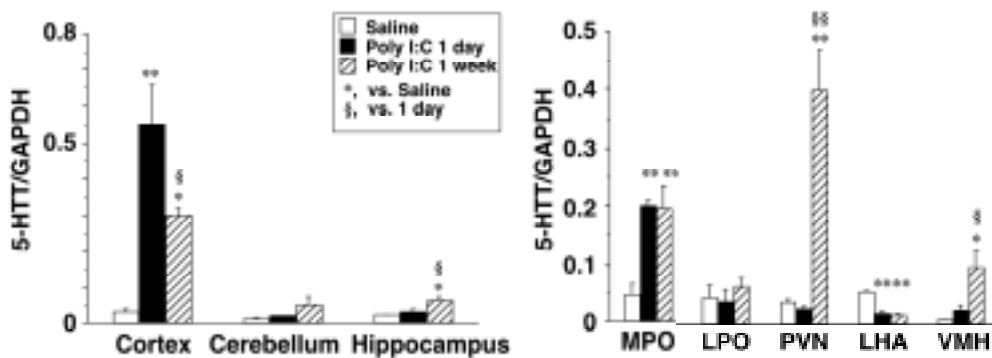 0.8
0.5
0
5-HTT/GAPDH
Saline
Poly I:C 1 day
Poly I:C 1 week
*, vs. Saline
§, vs. 1 day
**
§
*
§
*
Cortex Cerebellum Hippocampus
0.5
0.4
0.3
0.2
0.1
0
5-HTT/GAPDH
§§
**
** **
§
*
****
MPO LPO PVN LHA VMH